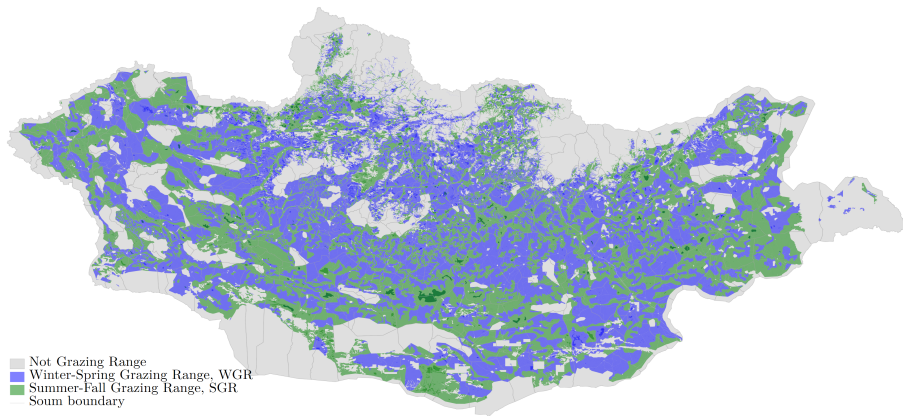 Not Grazing Range
Winter-Spring Grazing Range, WGR
Summer-Fall Grazing Range, SGR
Soum boundary